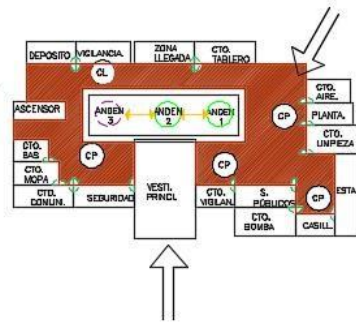 DEPOSITO
VIGILANCIA.
ZONA
LLEGADA
CTO.
TABLERO
CL
ASCENSOR
ANDEN
3
ANDEN
2
ANDEN
1
CTO.
AIRE.
CP
PLANTA.
CTO.
LIMPIEZA
CTO.
BAS
CP
CTO.
MOPA
CP
CTO.
COMUNI.
SEGURIDAD
VESTI.
PRINCI.
CTO.
VIGILAN.
S.
PÚBLICOS
CP
ESTA
CTO.
BOMBA
CASILL.